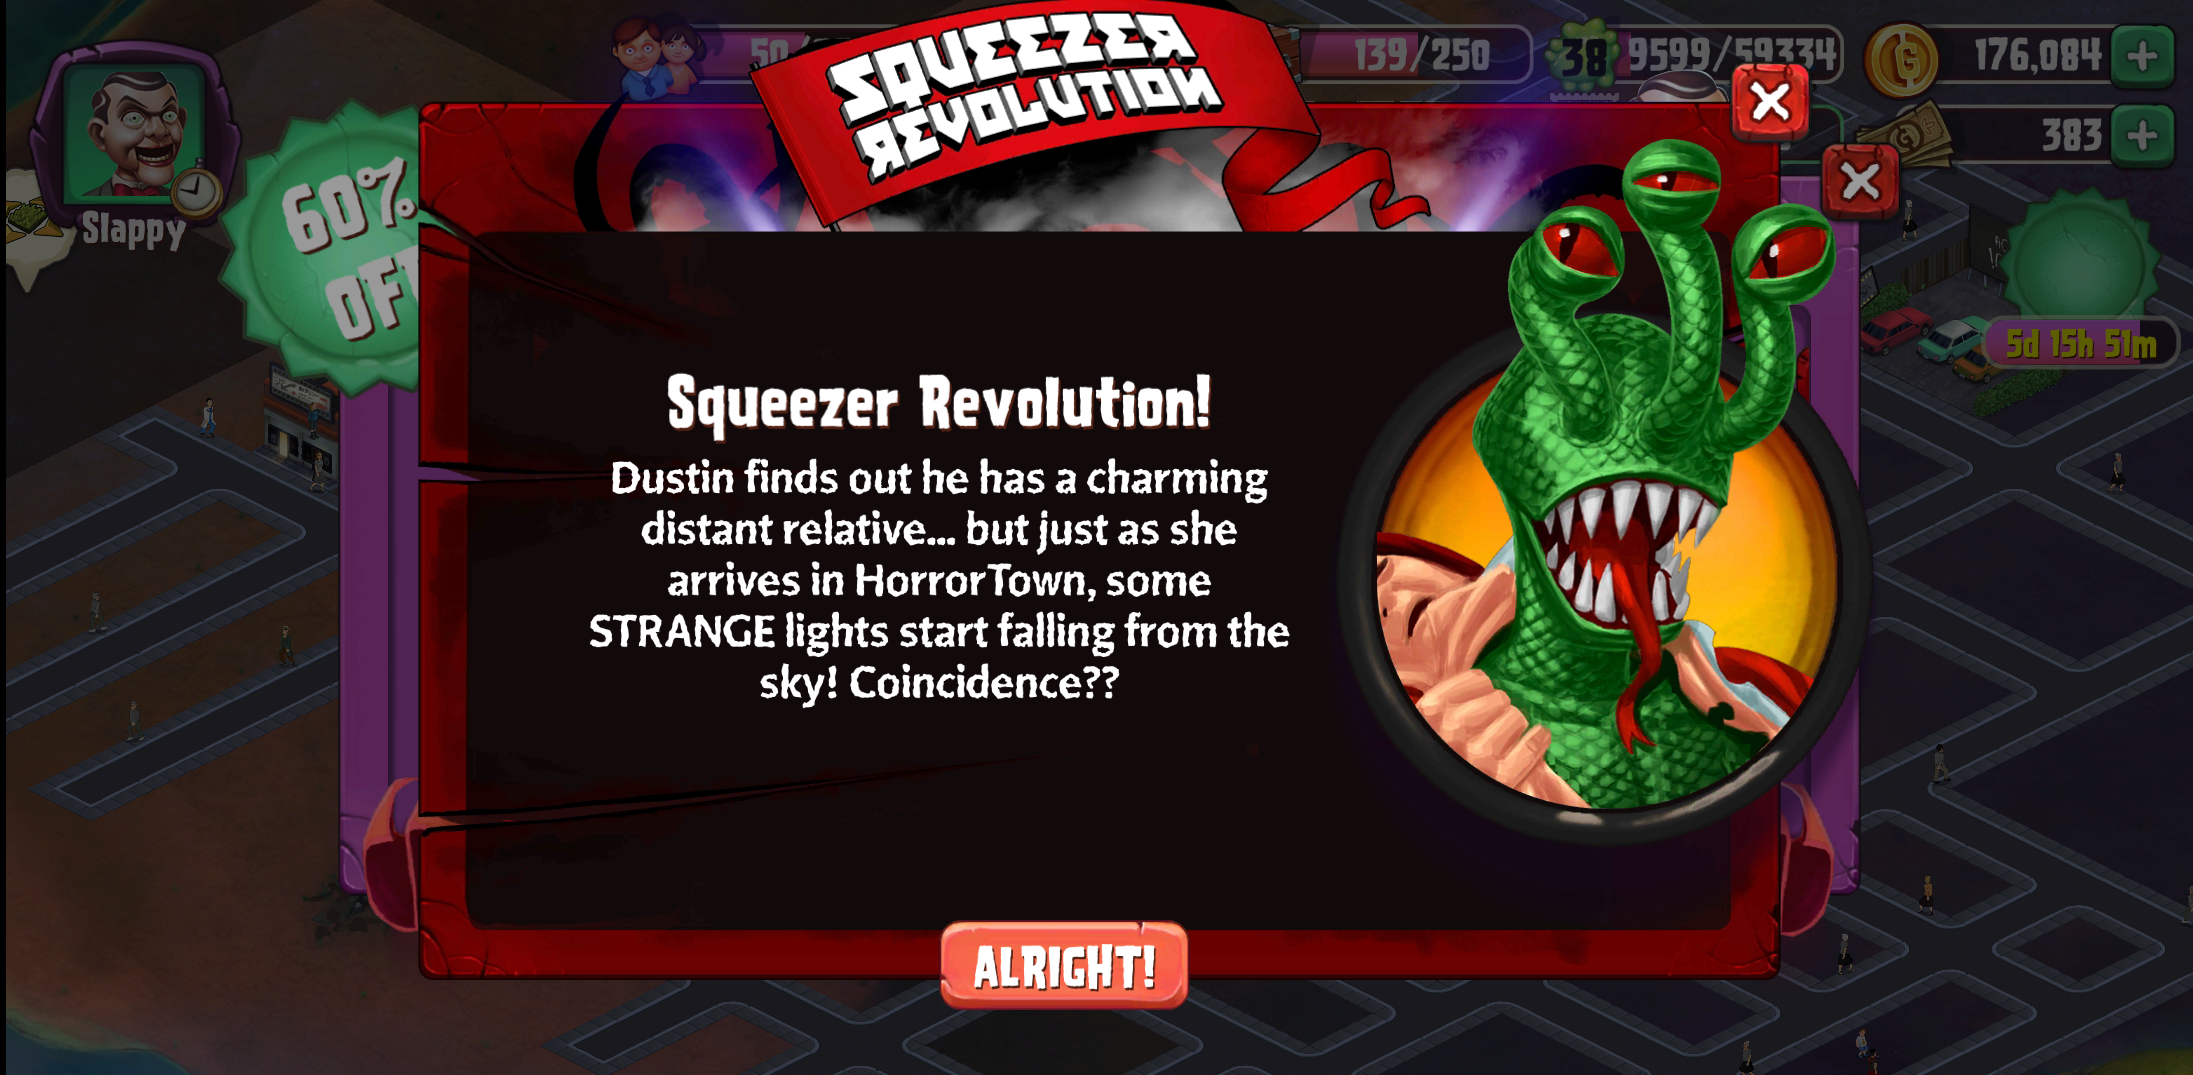 SQUEEZER
REVOLUTION
139/250
38
9599/59334
176,084
383
60%
Slappy
5d 15h 51m
Squeezer Revolution!
Dustin finds out he has a charming
distant relative... but just as she
arrives in HorrorTown, some
STRANGE lights start falling from the
sky! Coincidence??
ALRIGHT!